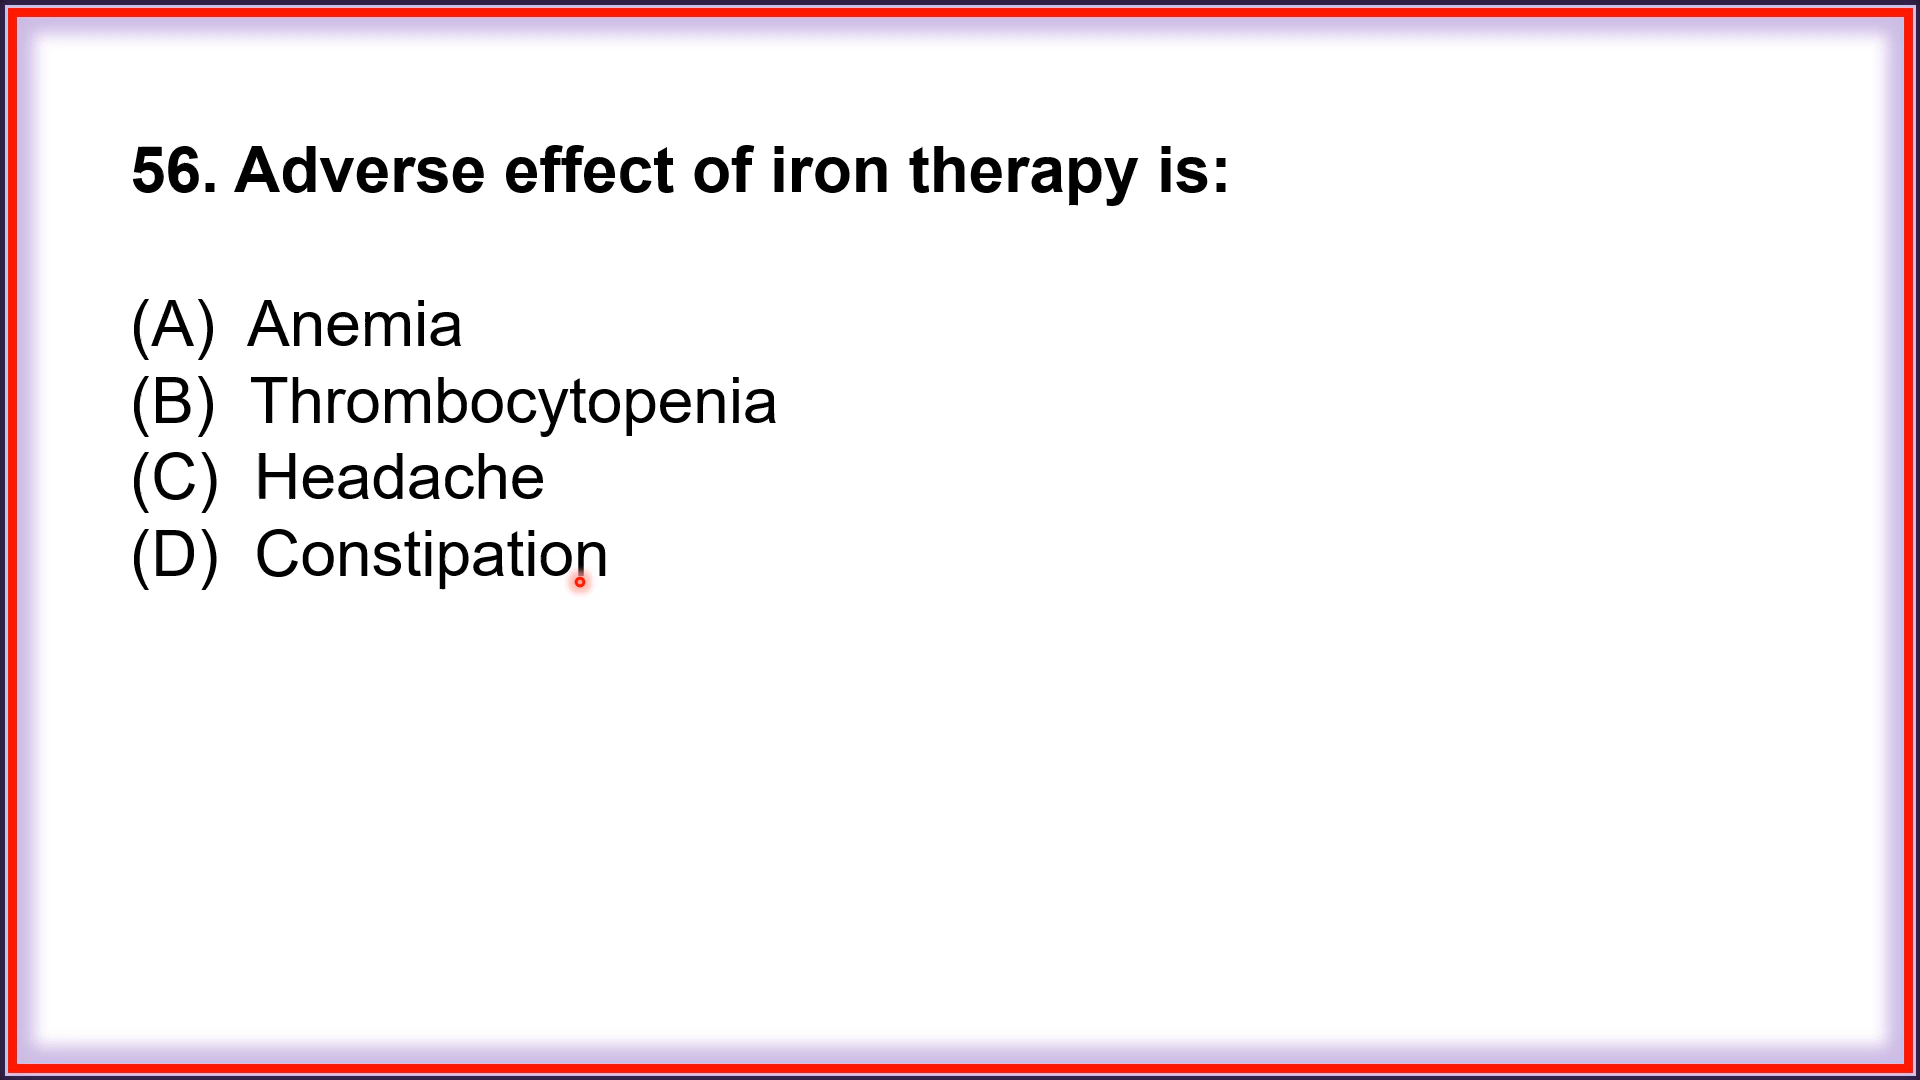 56. Adverse effect of iron therapy is:
(A) Anemia
(B) Thrombocytopenia
(C) Headache
(D) Constipation